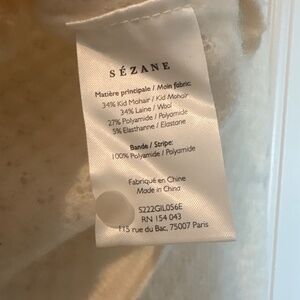 SÉZANE
Matière principale / Main fabric
34% Kid Mohair / Kid Mohair
34% Laine / Wool
27% Polyamide / Polyamide
5% Elasthanne / Elastane
Bande / Stripe:
100% Polyamide / Polyamide
Fabriqué en Chine
Made in China
S222GIL056E
RN 154 043
115 rue du Bac, 75007 Paris